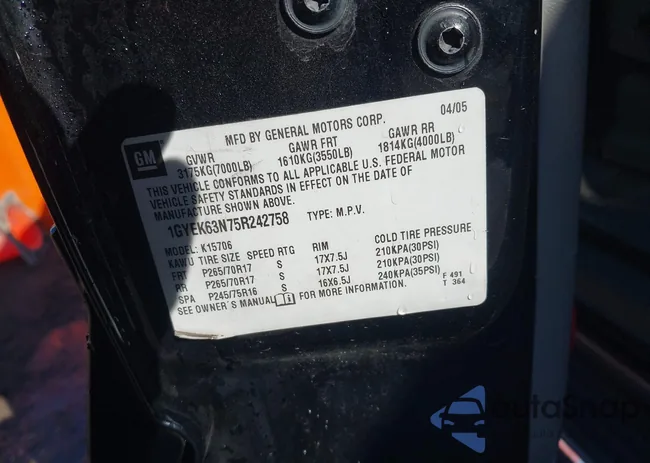 04/05
MFD BY GENERAL MOTORS CORP.
GM
GVWR GAWR FRT GAWR RR
3175KG(7000LB) 1610KG(3550LB) 1814KG(4000LB)
THIS VEHICLE CONFORMS TO ALL APPLICABLE U.S. FEDERAL MOTOR
VEHICLE SAFETY STANDARDS IN EFFECT ON THE DATE OF
MANUFACTURE SHOWN ABOVE.
1GYEK63N75R242758 TYPE: M.P.V.
MODEL: K15706
KAWU TIRE SIZE SPEED RTG RIM COLD TIRE PRESSURE
FRT P265/70R17 S 17X7.5J 210KPA(30PSI)
RR P265/70R17 S 17X7.5J 210KPA(30PSI)
SPA P245/75R16 S 16X6.5J 240KPA(35PSI)
F 491
T 364
SEE OWNER'S MANUAL FOR MORE INFORMATION.
autoSnap